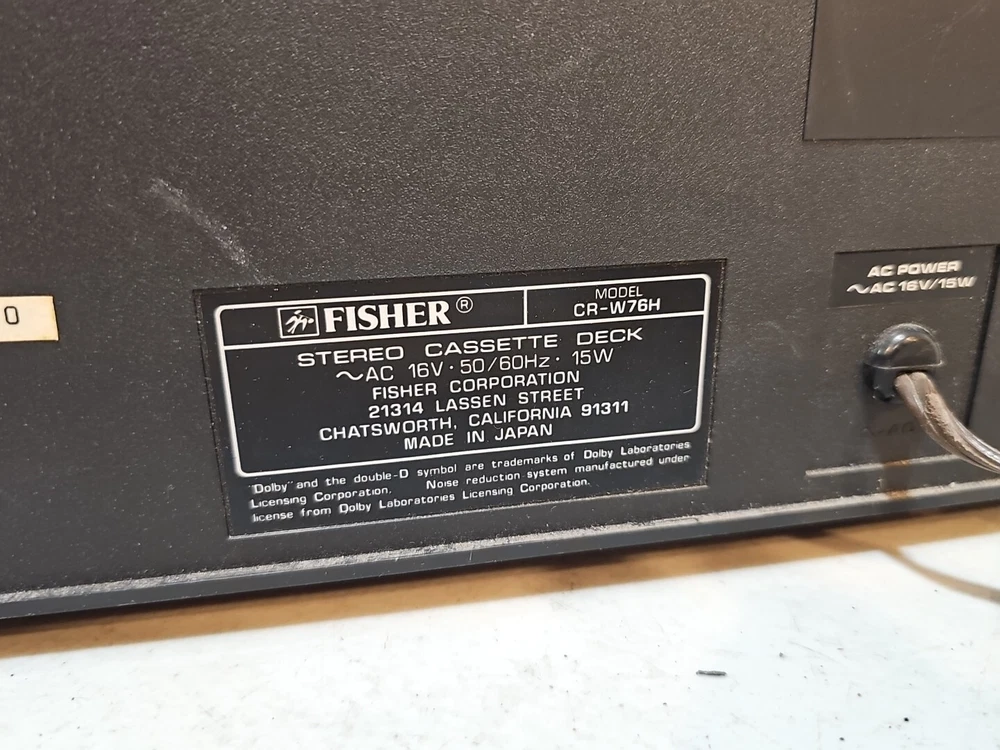 0
FISHER®
MODEL
CR-W76H
STEREO CASSETTE DECK
~AC 16V·50/60Hz·15W
FISHER CORPORATION
21314 LASSEN STREET
CHATSWORTH, CALIFORNIA 91311
MADE IN JAPAN
"Dolby" and the double-D symbol are trademarks of Dolby Laboratories
Licensing Corporation. Noise reduction system manufactured under
license from Dolby Laboratories Licensing Corporation.
AC POWER
~AC 16V/15W